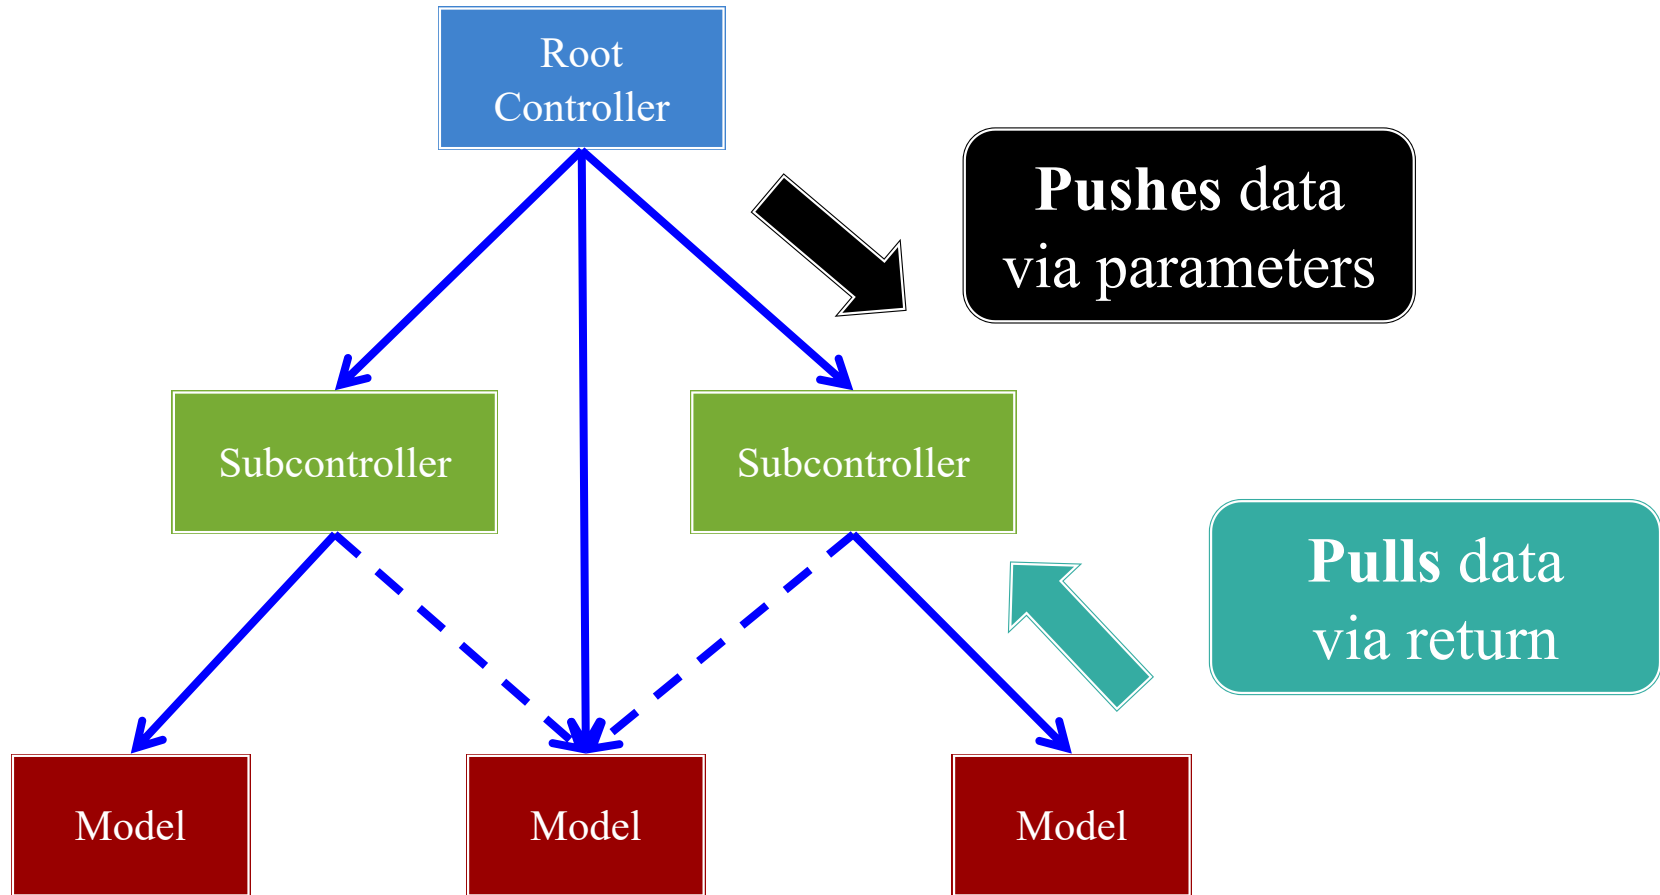 Root
Controller
Pushes data
via parameters
Subcontroller
Subcontroller
Pulls data
via return
Model
Model
Model